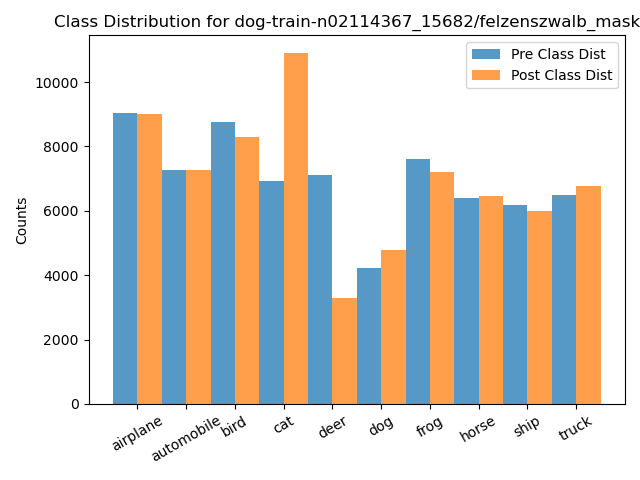 Class Distribution for dog-train-n02114367_15682/felzenszwalb_mask
Pre Class Dist
Post Class Dist
Counts
10000
8000
6000
4000
2000
0
airplane
automobile
bird
cat
deer
dog
frog
horse
ship
truck